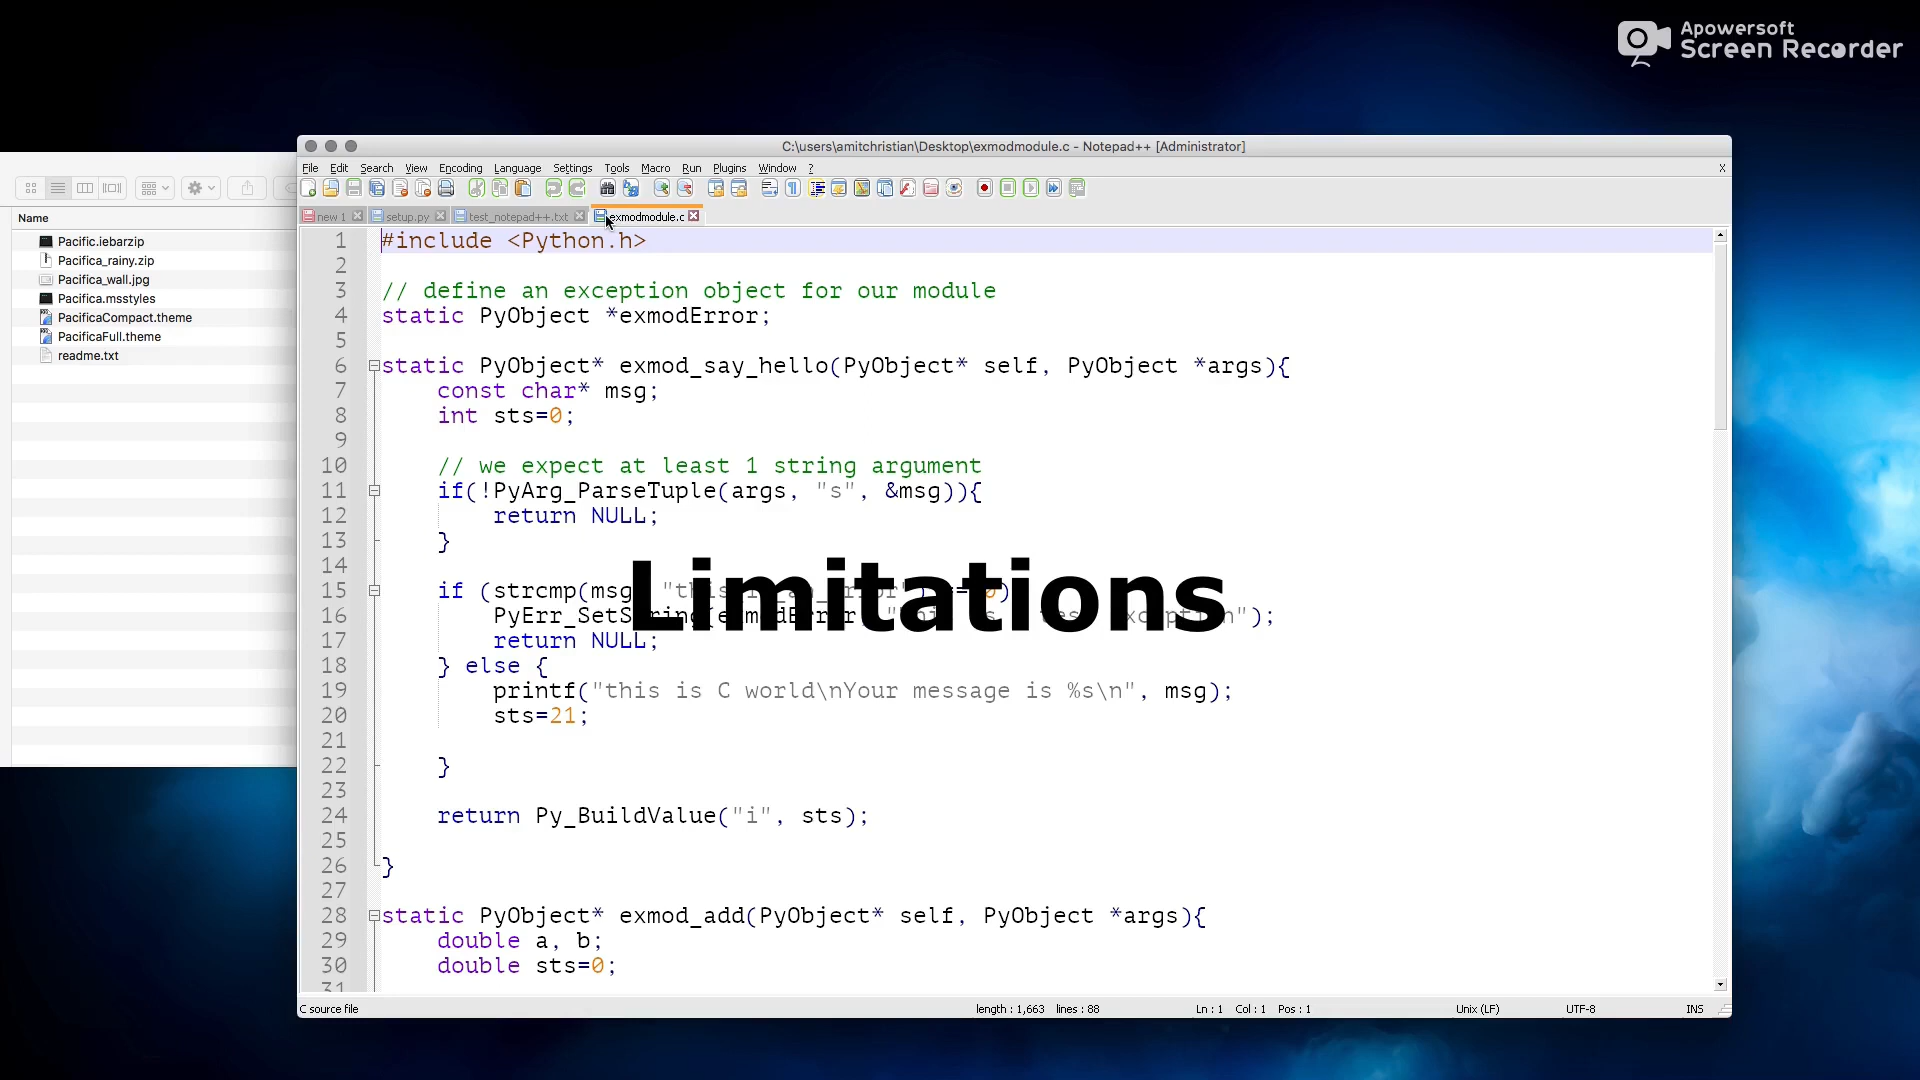 Apowersoft
Screen Recorder
C:\users\amitchristian\Desktop\exmodmodule.c - Notepad++ [Administrator]
File Edit Search View Encoding Language Settings Tools Macro Run Plugins Window ? X
new 1 setup.py test_notepad++.txt exmodmodule.c
Name
Pacific.iebarzip
Pacifica_rainy.zip
Pacifica_wall.jpg
Pacifica.msstyles
PacificaCompact.theme
PacificaFull.theme
readme.txt
1 #include <Python.h>
2
3 // define an exception object for our module
4 static PyObject *exmodError;
5
6 static PyObject* exmod_say_hello(PyObject* self, PyObject *args){
7 const char* msg;
8 int sts=0;
9
10 // we expect at least 1 string argument
11 if(!PyArg_ParseTuple(args, "s", &msg)){
12 return NULL;
13 }
14
Limitations
15 if (strcmp(msg
16
17 return NULL;
18 } else {
19 printf("this is C world\nYour message is %s\n", msg);
20 sts=21;
21
22 }
23
24 return Py_BuildValue("i", sts);
25
26 }
27
28 static PyObject* exmod_add(PyObject* self, PyObject *args){
29 double a, b;
30 double sts=0;
31
C source file length : 1,663 lines : 88 Ln : 1 Col : 1 Pos : 1 Unix (LF) UTF-8 INS